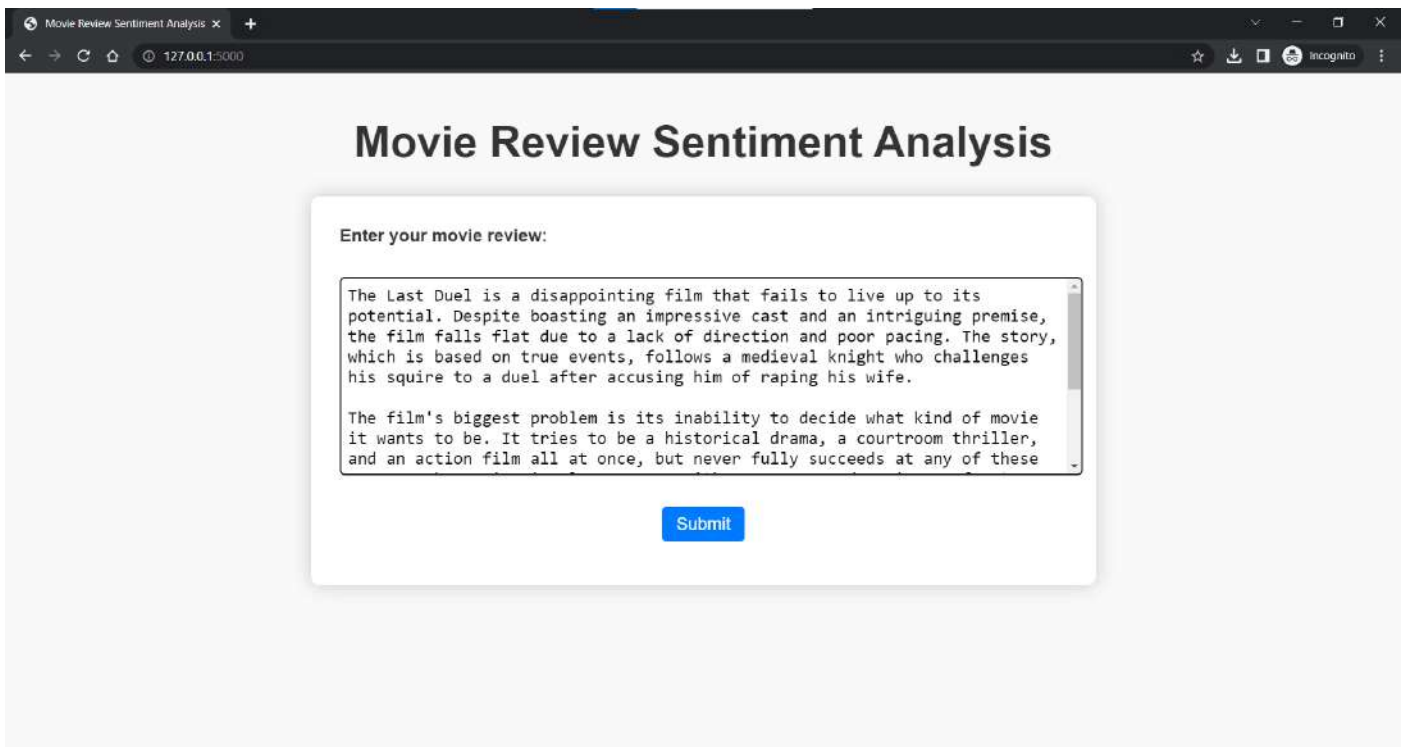 Movie Review Sentiment Analysis
127.0.0.1:5000
Incognito
Movie Review Sentiment Analysis
Enter your movie review:
The Last Duel is a disappointing film that fails to live up to its
potential. Despite boasting an impressive cast and an intriguing premise,
the film falls flat due to a lack of direction and poor pacing. The story,
which is based on true events, follows a medieval knight who challenges
his squire to a duel after accusing him of raping his wife.
The film's biggest problem is its inability to decide what kind of movie
it wants to be. It tries to be a historical drama, a courtroom thriller,
and an action film all at once, but never fully succeeds at any of these
Submit